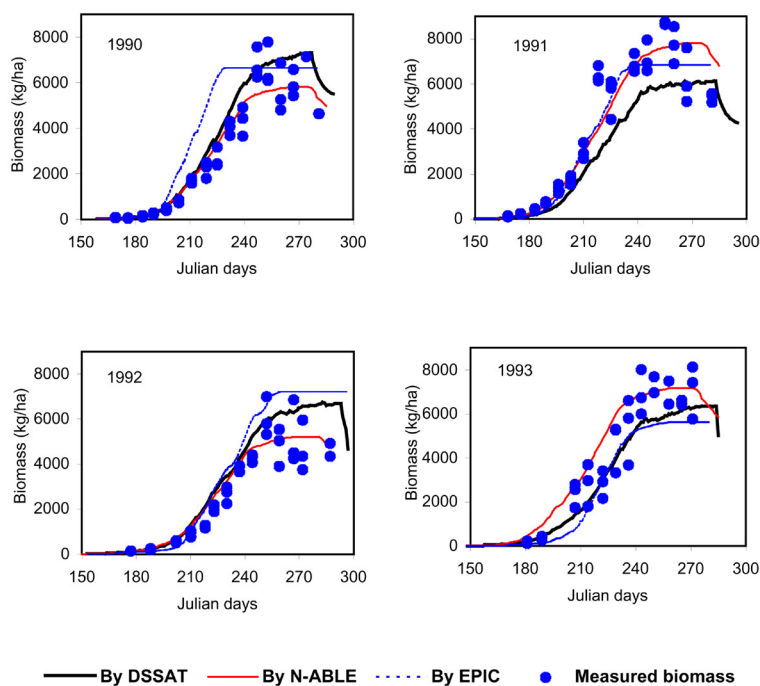 1990
Biomass (kg/ha)
8000
6000
4000
2000
0
150 180 210 240 270 300
Julian days
1991
Biomass (kg/ha)
8000
6000
4000
2000
0
150 180 210 240 270 300
Julian days
1992
Biomass (kg/ha)
8000
6000
4000
2000
0
150 180 210 240 270 300
Julian days
1993
Biomass (kg/ha)
8000
6000
4000
2000
0
150 180 210 240 270 300
Julian days
By DSSAT By N-ABLE By EPIC Measured biomass